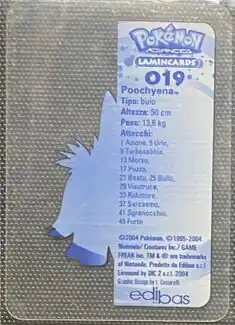 POKéMON
ADVANCED
LAMINCARDS
019
Poochyena™
Tipo: buio
Altezza: 50 cm
Peso: 13,6 kg
Attacchi:
1 Azione, 5 Urlo,
9 Turbosabbia,
13 Morso,
17 Puzza,
21 Boato, 25 Bullo,
29 Visotruce,
33 Riduttore,
37 Sarcasmo,
41 Sgranocchio,
45 Furto
©2004 Pokémon. ©1995-2004
Nintendo/ Creatures Inc./ GAME
FREAK inc. TM & ® are trademarks
of Nintendo. Prodotto da Edibas s.r.l.
Licensed by DIC 2 s.r.l. 2004
Graphic Design by I. Cesarelli
edibas